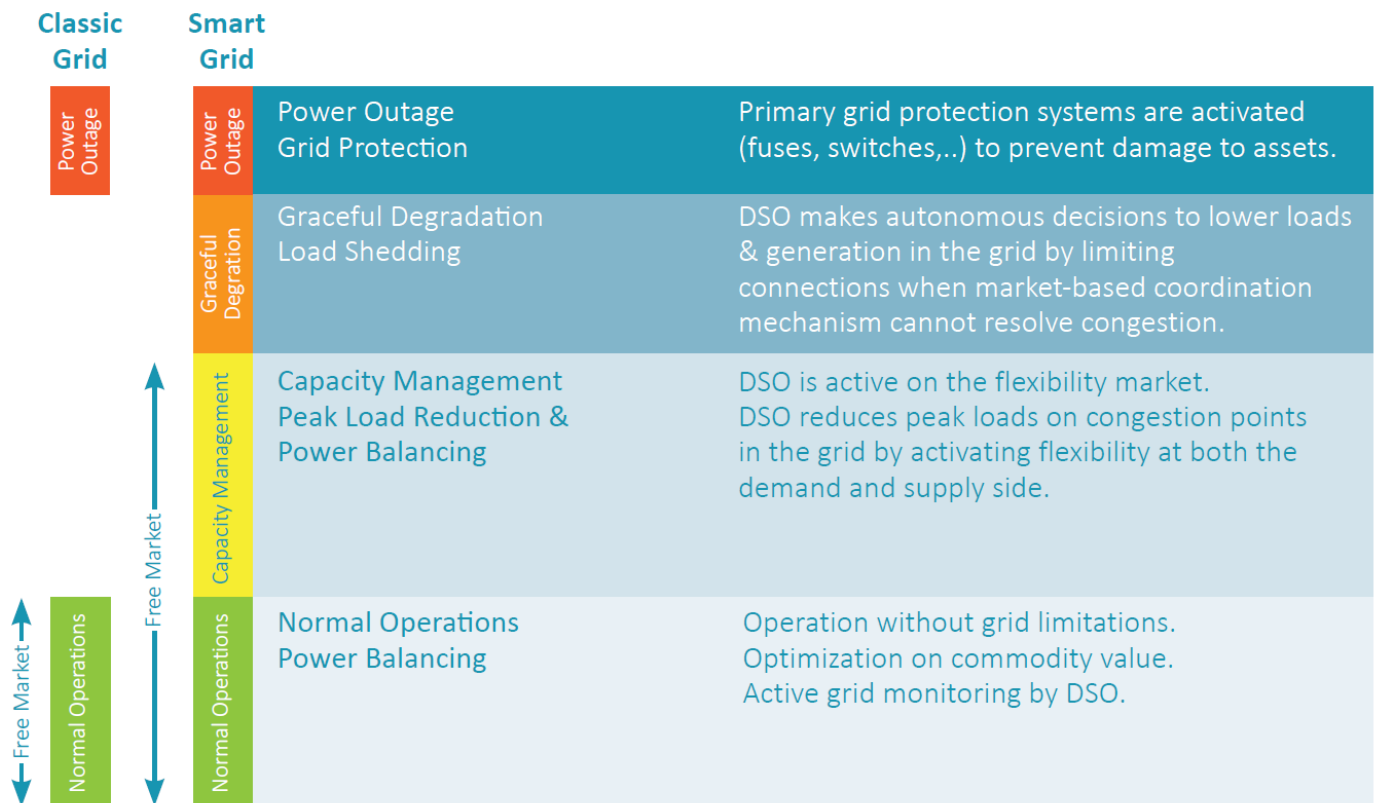 Classic
Grid
Smart
Grid
Power
Outage
Power
Outage
Power Outage
Grid Protection
Primary grid protection systems are activated
(fuses, switches,..) to prevent damage to assets.
Graceful
Degration
Graceful Degradation
Load Shedding
DSO makes autonomous decisions to lower loads
& generation in the grid by limiting
connections when market-based coordination
mechanism cannot resolve congestion.
Free Market
Capacity Management
Capacity Management
Peak Load Reduction &
Power Balancing
DSO is active on the flexibility market.
DSO reduces peak loads on congestion points
in the grid by activating flexibility at both the
demand and supply side.
Free Market
Normal Operations
Normal Operations
Normal Operations
Power Balancing
Operation without grid limitations.
Optimization on commodity value.
Active grid monitoring by DSO.